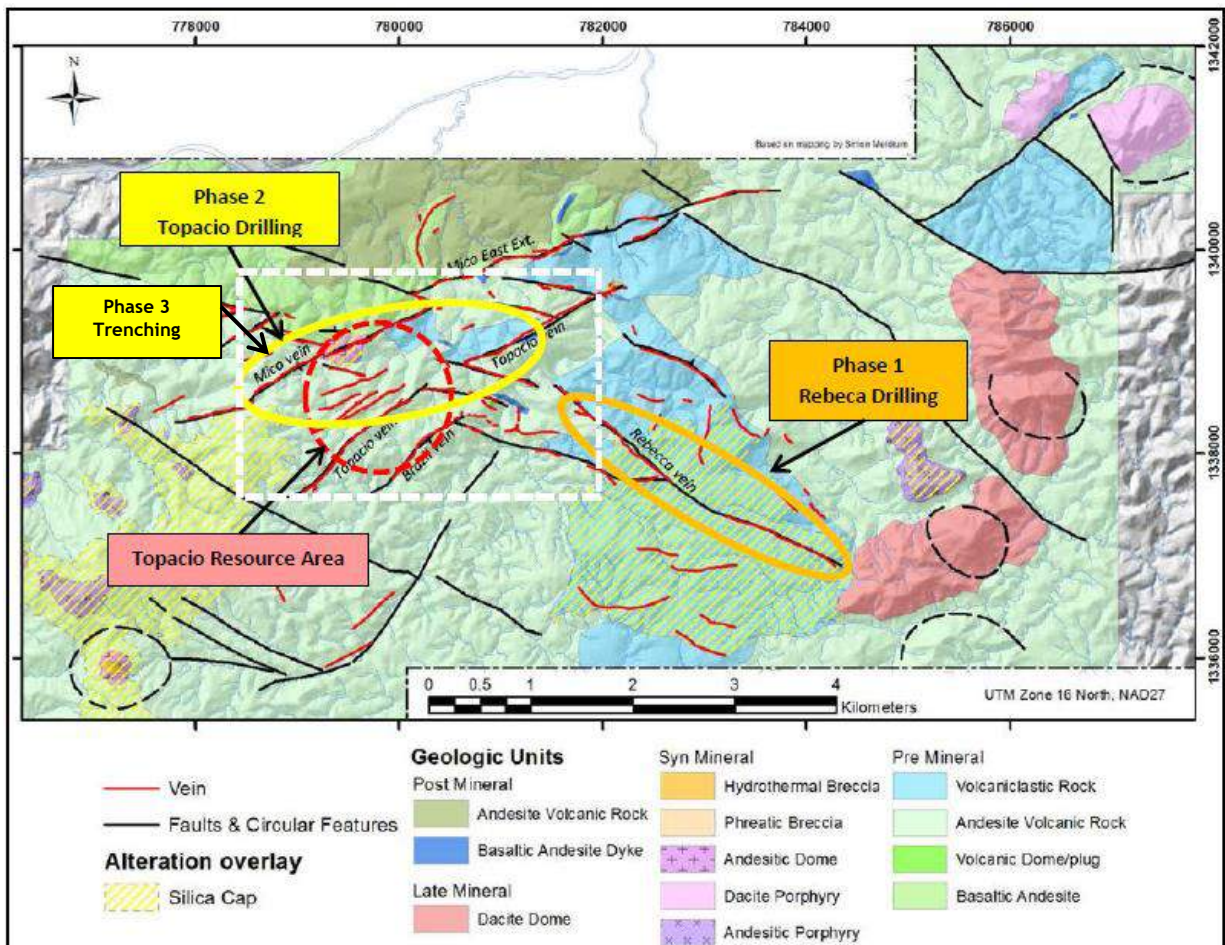 778000
780000
782000
784000
786000
1342000
N
Based on mapping by Simon Meldrum
Phase 2
Topacio Drilling
Mico East Ext.
1340000
Phase 3
Trenching
Mico vein
Topacio vein
Phase 1
Rebeca Drilling
Topacio vein
Brazil vein
Rebecca vein
1338000
Topacio Resource Area
1336000
0 0.5 1 2 3 4
Kilometers
UTM Zone 16 North, NAD27
Vein
Faults & Circular Features
Alteration overlay
Silica Cap
Geologic Units
Post Mineral
Andesite Volcanic Rock
Basaltic Andesite Dyke
Late Mineral
Dacite Dome
Syn Mineral
Hydrothermal Breccia
Phreatic Breccia
Andesitic Dome
Dacite Porphyry
Andesitic Porphyry
Pre Mineral
Volcaniclastic Rock
Andesite Volcanic Rock
Volcanic Dome/plug
Basaltic Andesite